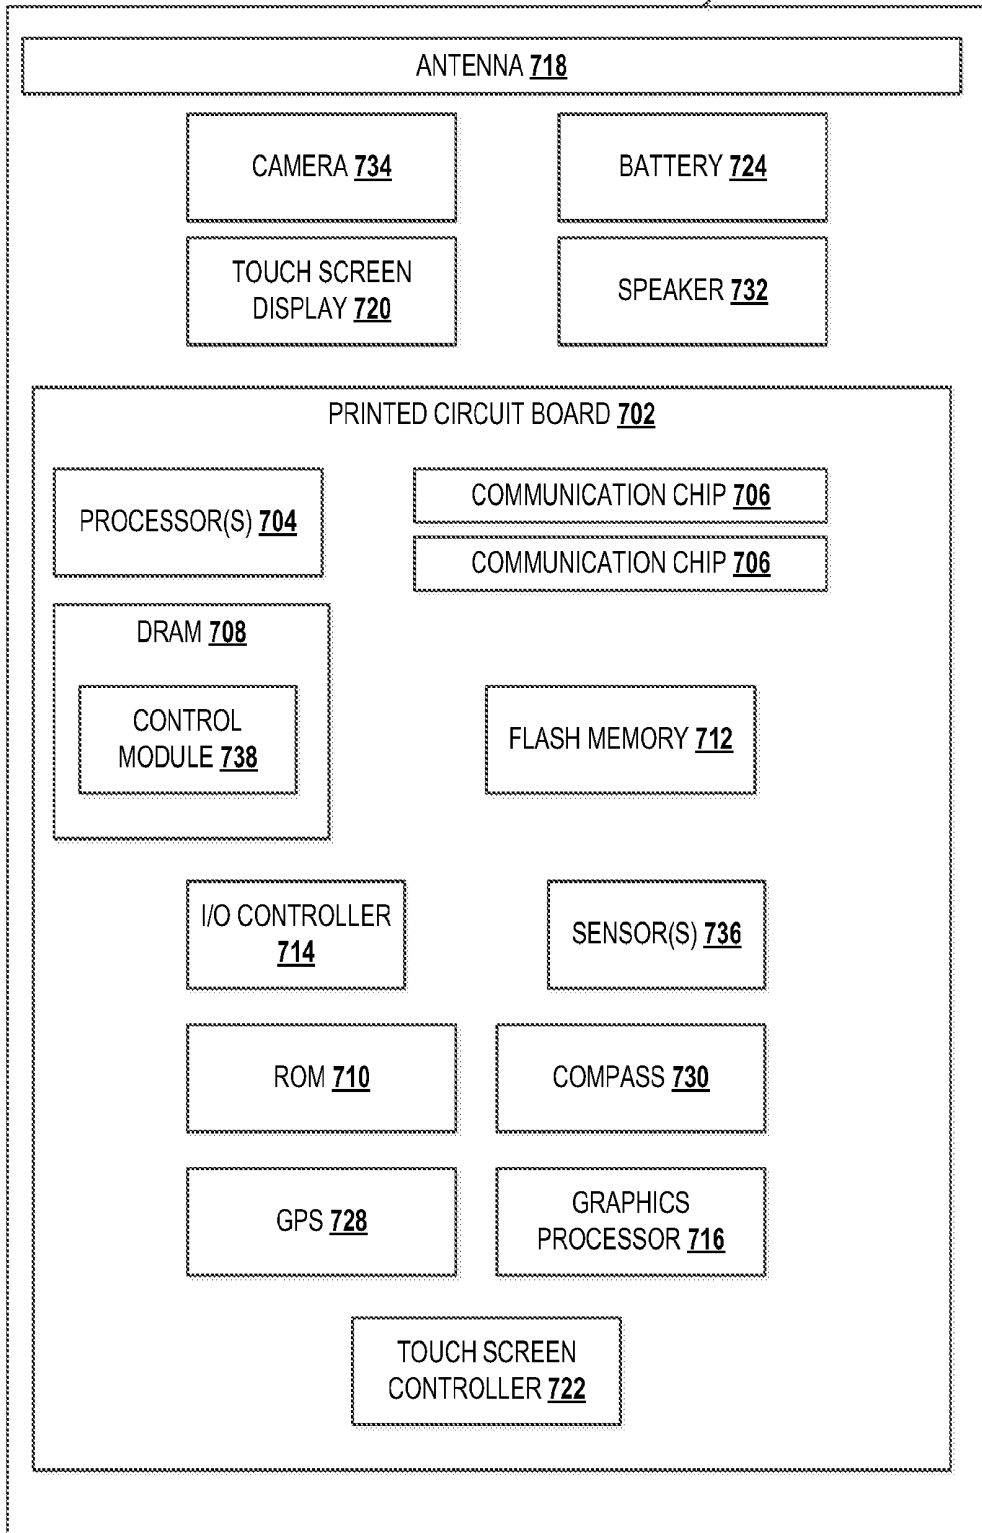 ANTENNA 718
CAMERA 734
BATTERY 724
TOUCH SCREEN
DISPLAY 720
SPEAKER 732
PRINTED CIRCUIT BOARD 702
PROCESSOR(S) 704
COMMUNICATION CHIP 706
COMMUNICATION CHIP 706
DRAM 708
CONTROL
MODULE 738
FLASH MEMORY 712
I/O CONTROLLER
714
SENSOR(S) 736
ROM 710
COMPASS 730
GPS 728
GRAPHICS
PROCESSOR 716
TOUCH SCREEN
CONTROLLER 722